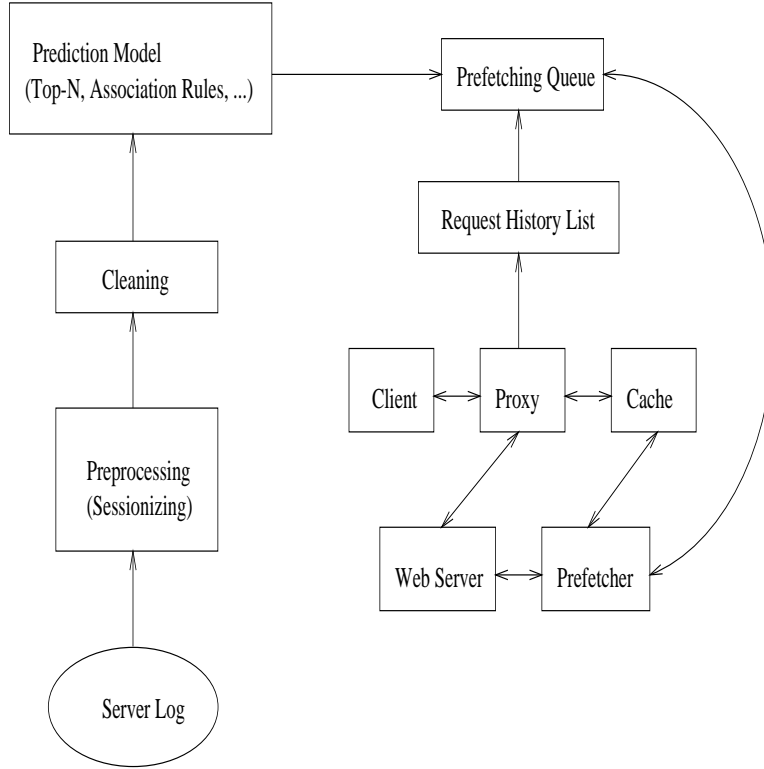 Prediction Model
(Top-N, Association Rules, ...)
Prefetching Queue
Request History List
Cleaning
Client
Proxy
Cache
Preprocessing
(Sessionizing)
Web Server
Prefetcher
Server Log